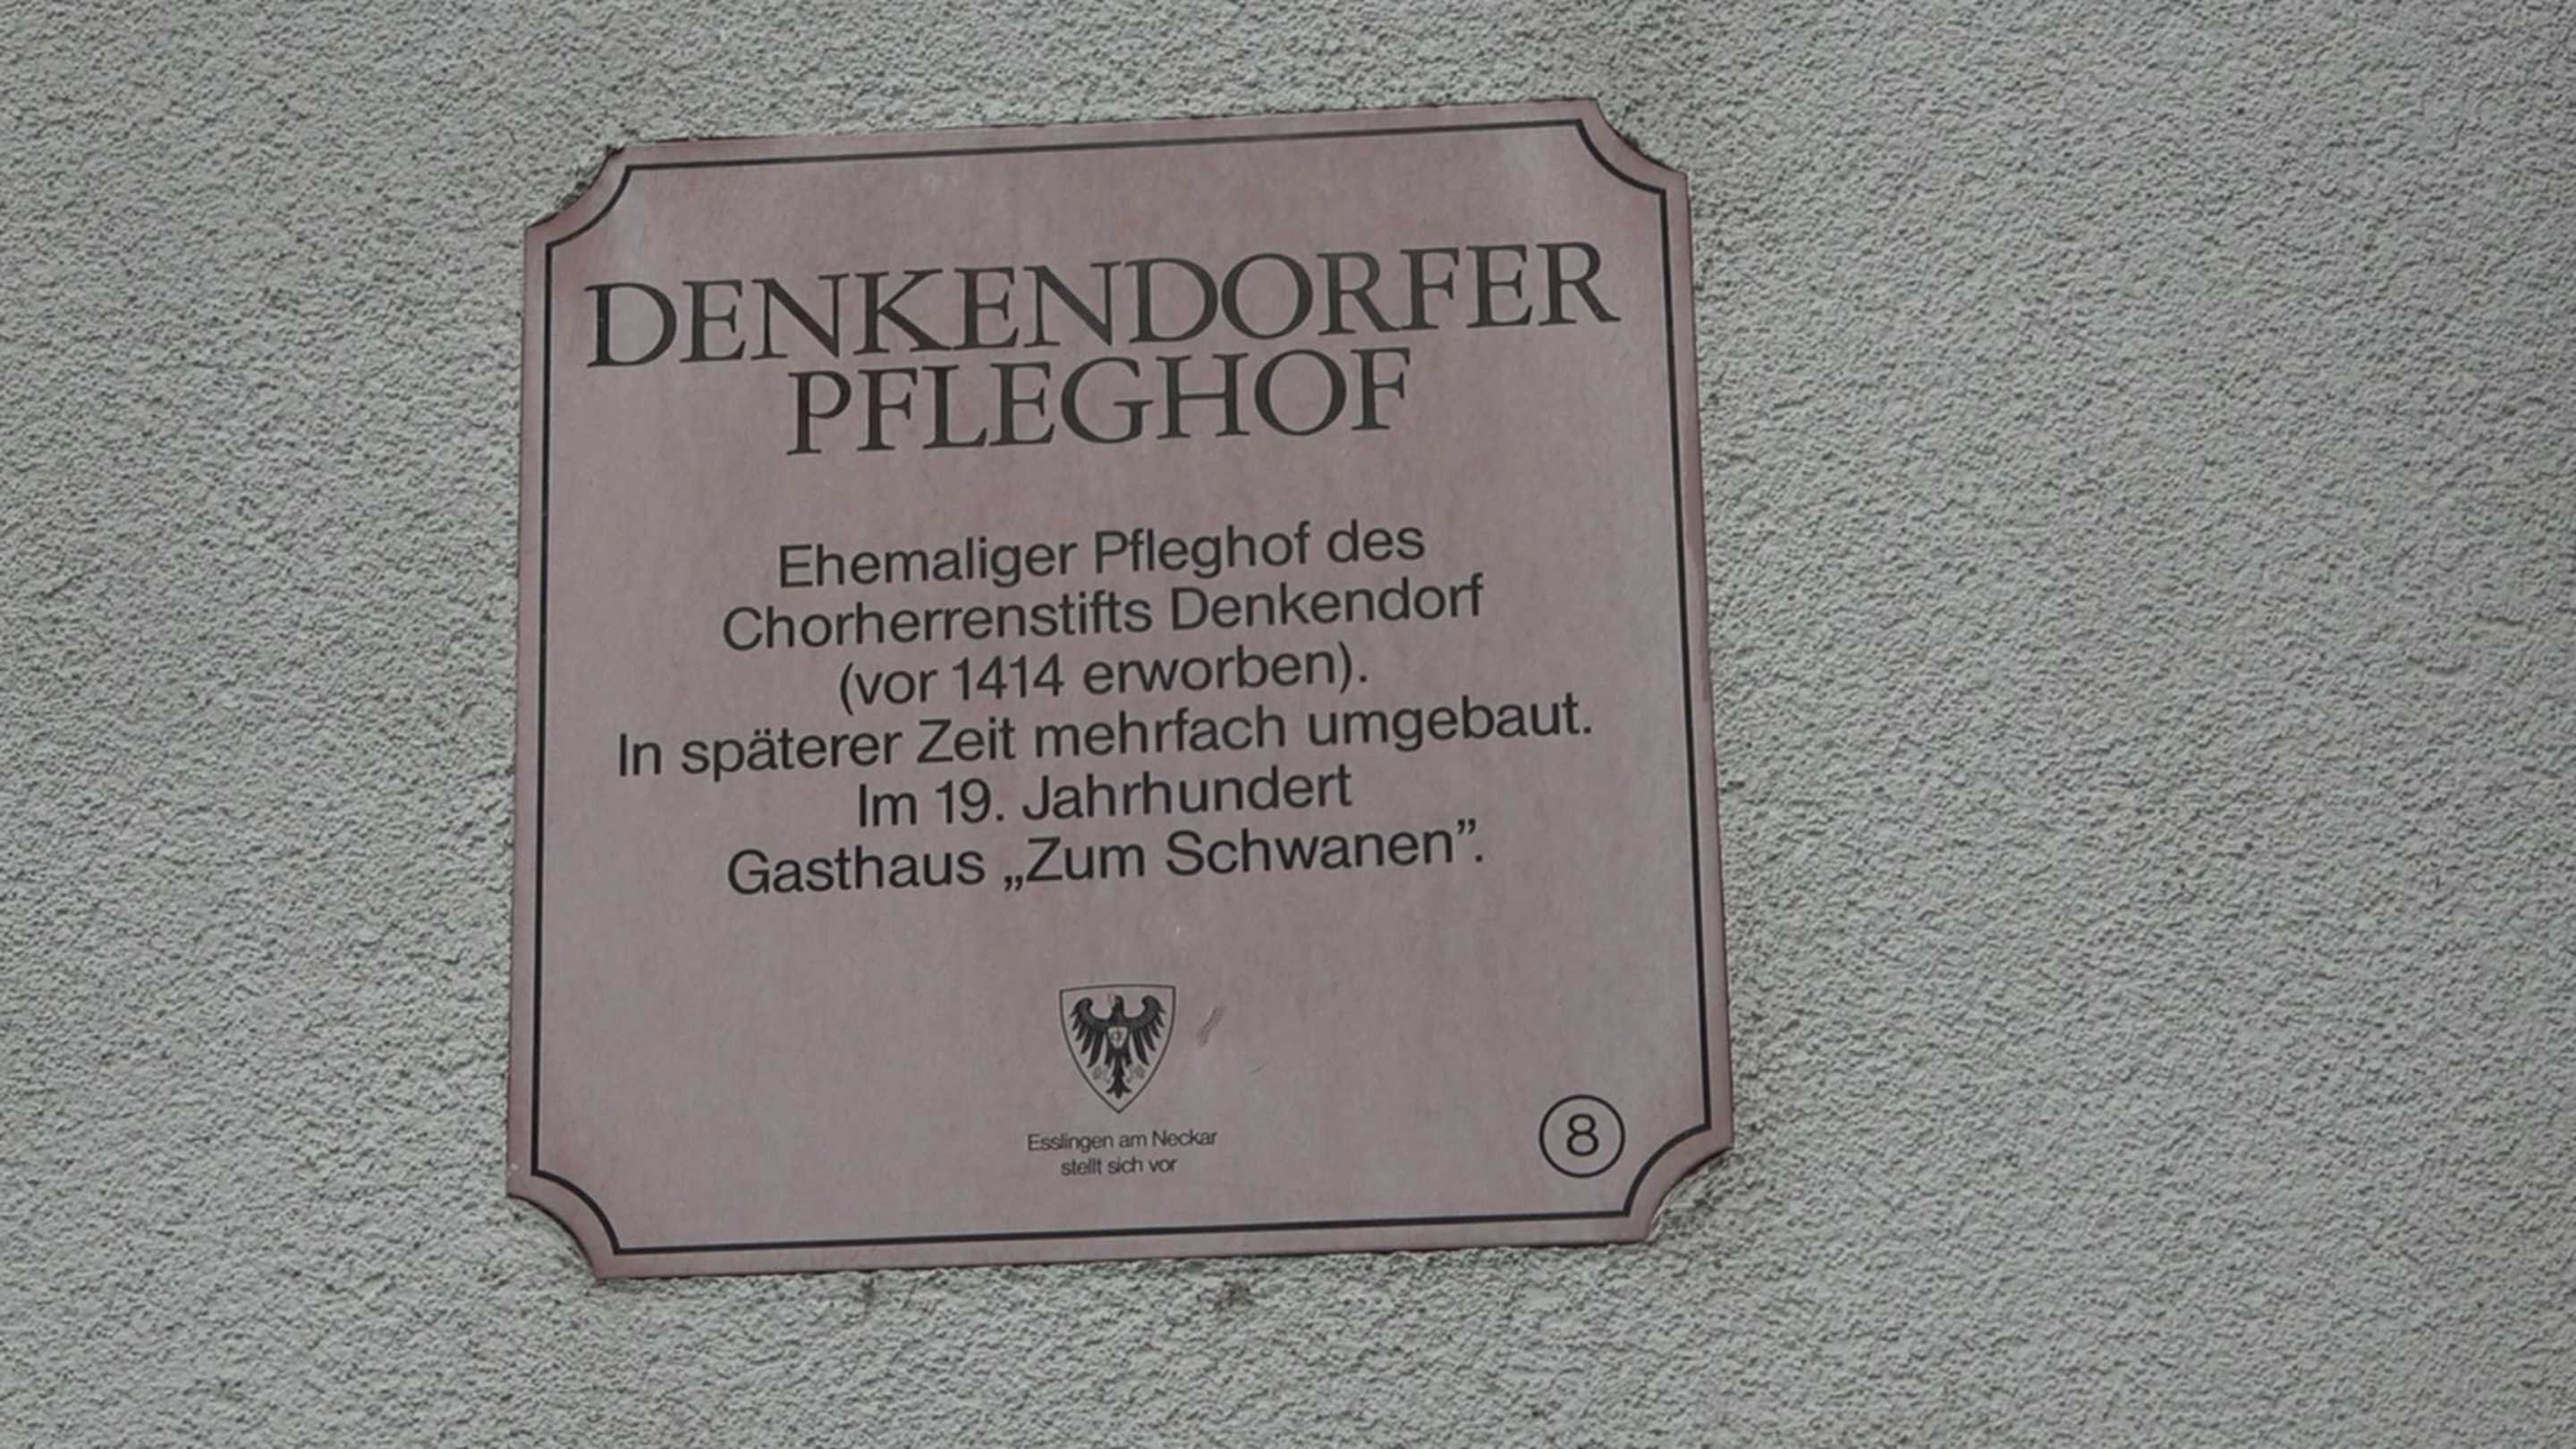 DENKENDORFER
PFLEGHOF
Ehemaliger Pfleghof des
Chorherrenstifts Denkendorf
(vor 1414 erworben).
In späterer Zeit mehrfach umgebaut.
Im 19. Jahrhundert
Gasthaus „Zum Schwanen”.
Esslingen am Neckar
stellt sich vor
8